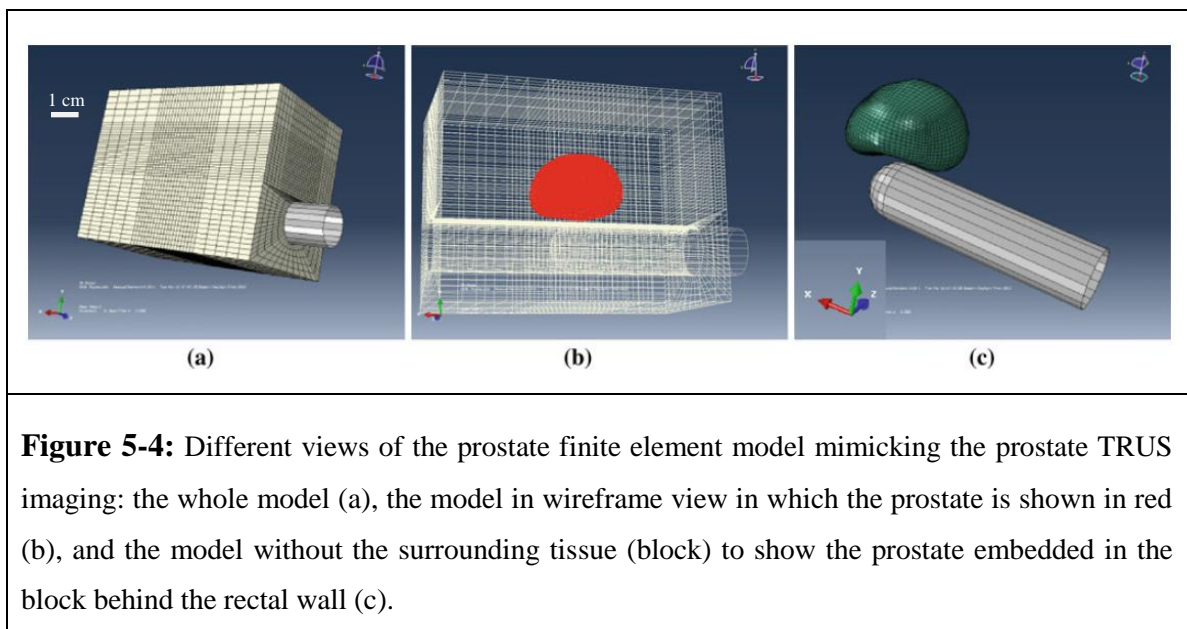 1 cm
X
Y
Z
(a)
(b)
(c)
Figure 5-4: Different views of the prostate finite element model mimicking the prostate TRUS
imaging: the whole model (a), the model in wireframe view in which the prostate is shown in red
(b), and the model without the surrounding tissue (block) to show the prostate embedded in the
block behind the rectal wall (c).